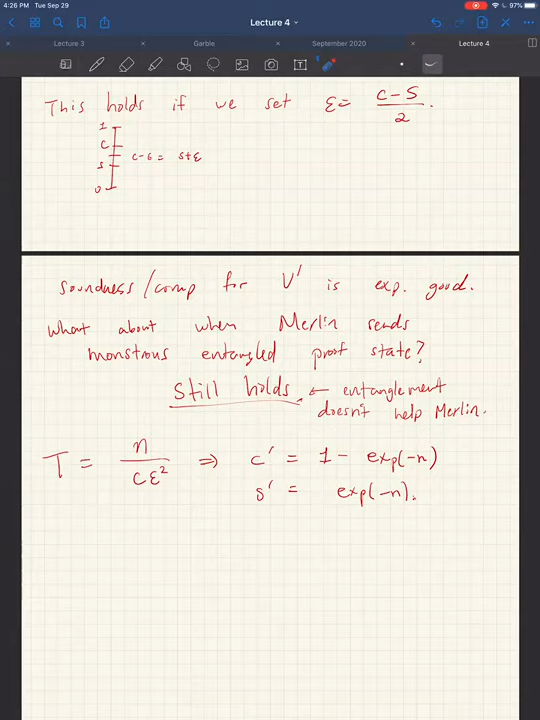 4:26 PM Tue Sep 29
97%
Lecture 4
Lecture 3
Garble
September 2020
Lecture 4
This holds if we set ε = c-s/2.
1
c
c-ε = s+ε
s
0
soundness/comp for V' is exp. good.
What about when Merlin sends
monstrous entangled proof state?
Still holds. ← entanglement
doesn't help Merlin.
T = n/cε² ⇒ c' = 1 - exp(-n)
s' = exp(-n).